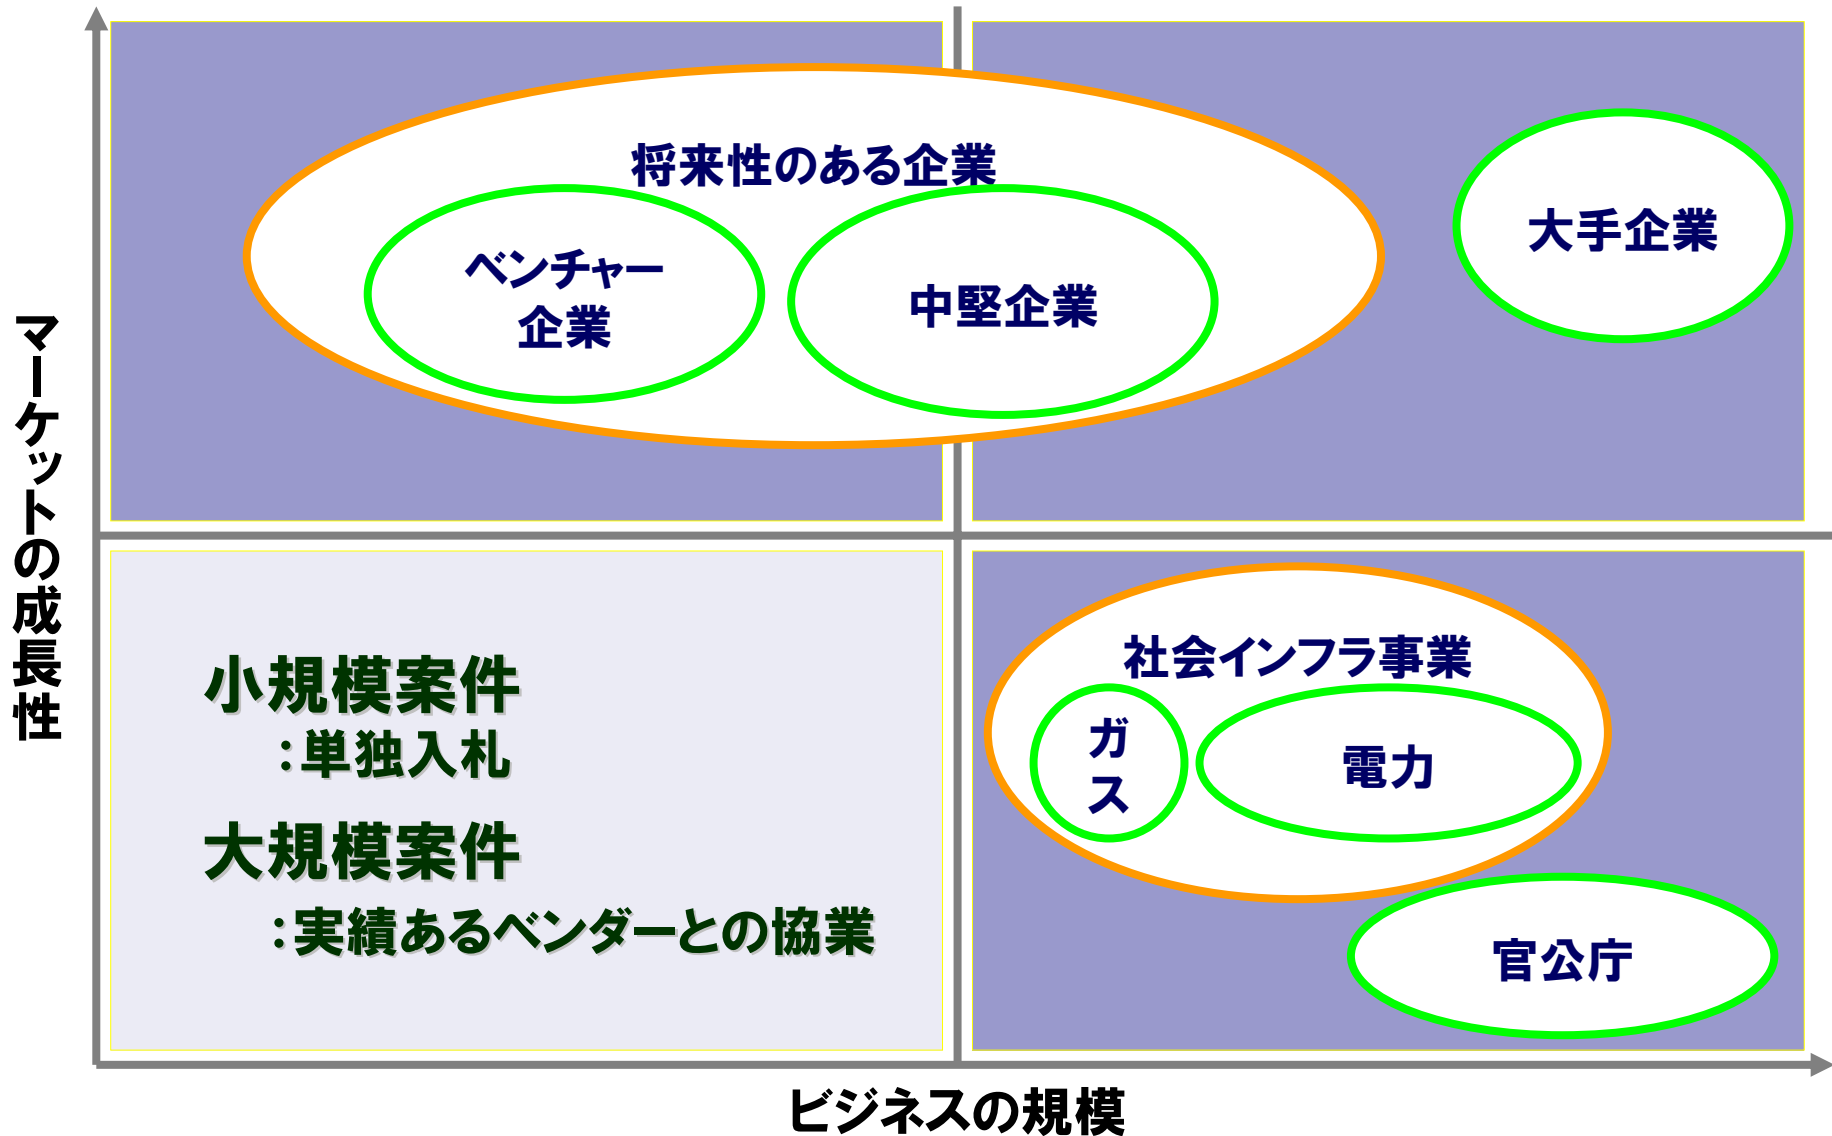 将来性のある企業
ベンチャー
企業
中堅企業
大手企業
マーケットの成長性
小規模案件
：単独入札
大規模案件
：実績あるベンダーとの協業
社会インフラ事業
ガ
ス
電力
官公庁
ビジネスの規模